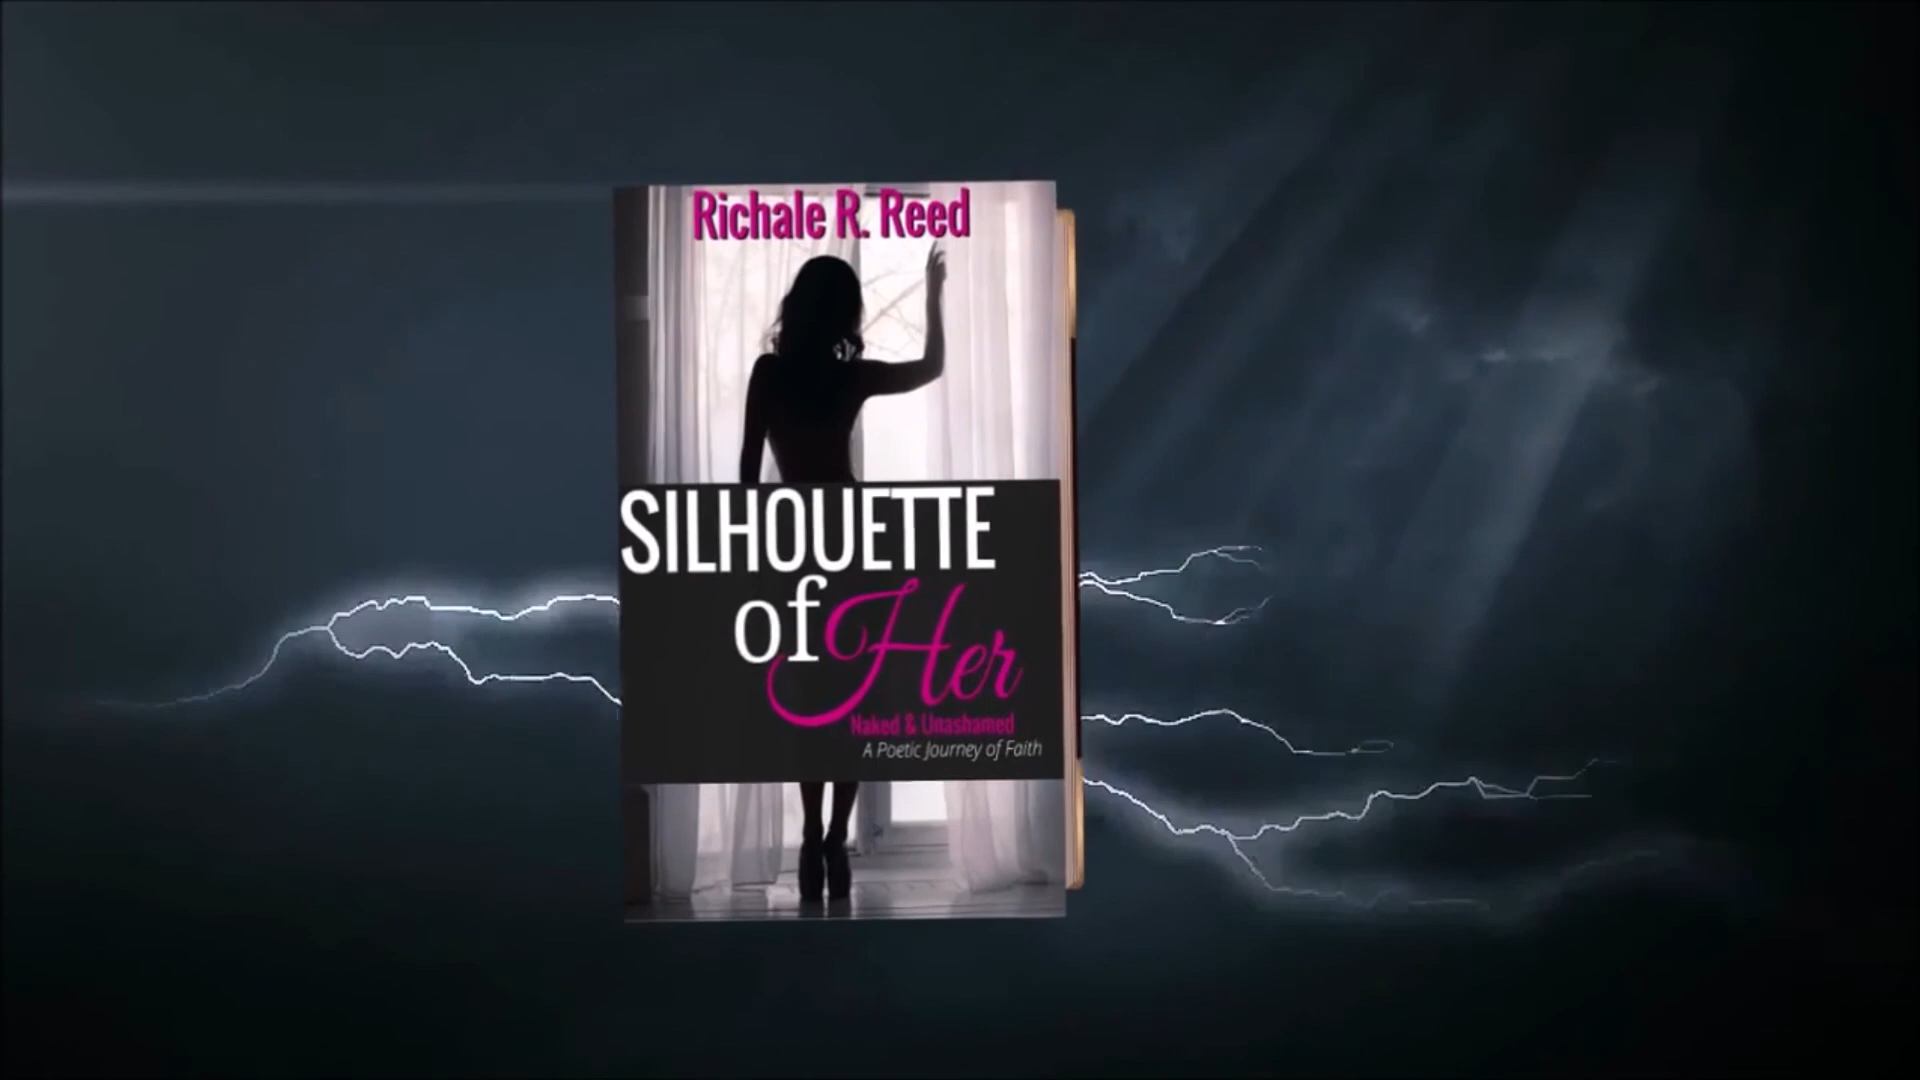 Richale R. Reed
SILHOUETTE
of Her
Naked & Unashamed
A Poetic Journey of Faith